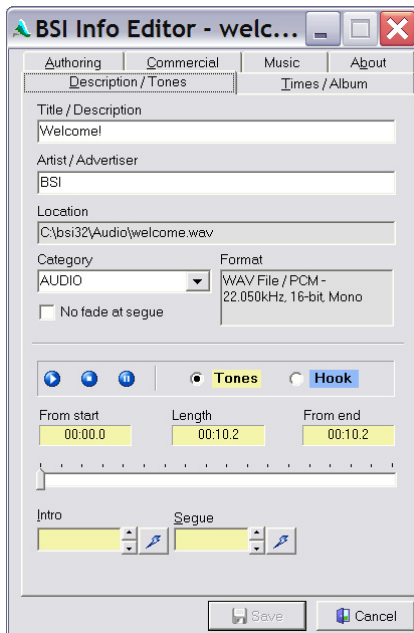 BSI Info Editor - welc...
Authoring Commercial Music About
Description / Tones Times / Album
Title / Description
Welcome!
Artist / Advertiser
BSI
Location
C:\bsi32\Audio\welcome.wav
Category Format
AUDIO WAV File / PCM -
22.050kHz, 16-bit, Mono
No fade at segue
Tones Hook
From start Length From end
00:00.0 00:10.2 00:10.2
Intro Segue
Save Cancel